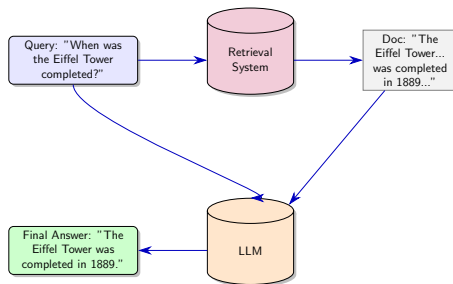 Query: "When was
the Eiffel Tower
completed?"
Retrieval
System
Doc: "The
Eiffel Tower...
was completed
in 1889..."
Final Answer: "The
Eiffel Tower was
completed in 1889."
LLM